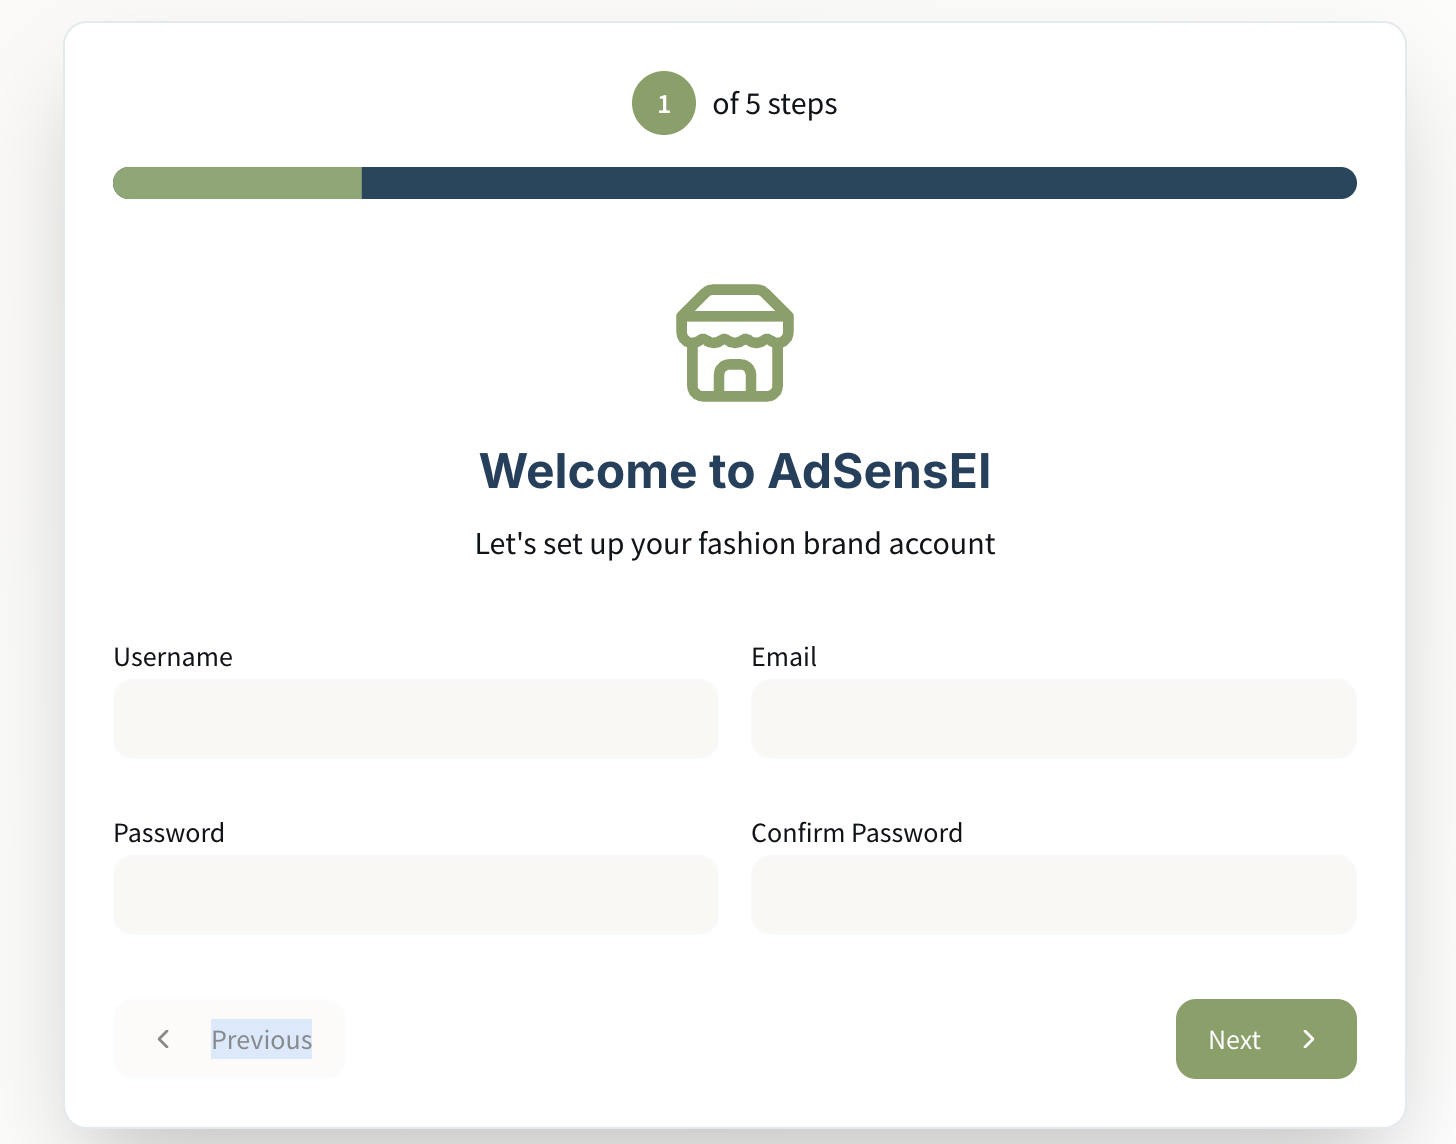 1 of 5 steps
Welcome to AdSensEI
Let's set up your fashion brand account
Username
Email
Password
Confirm Password
Previous
Next